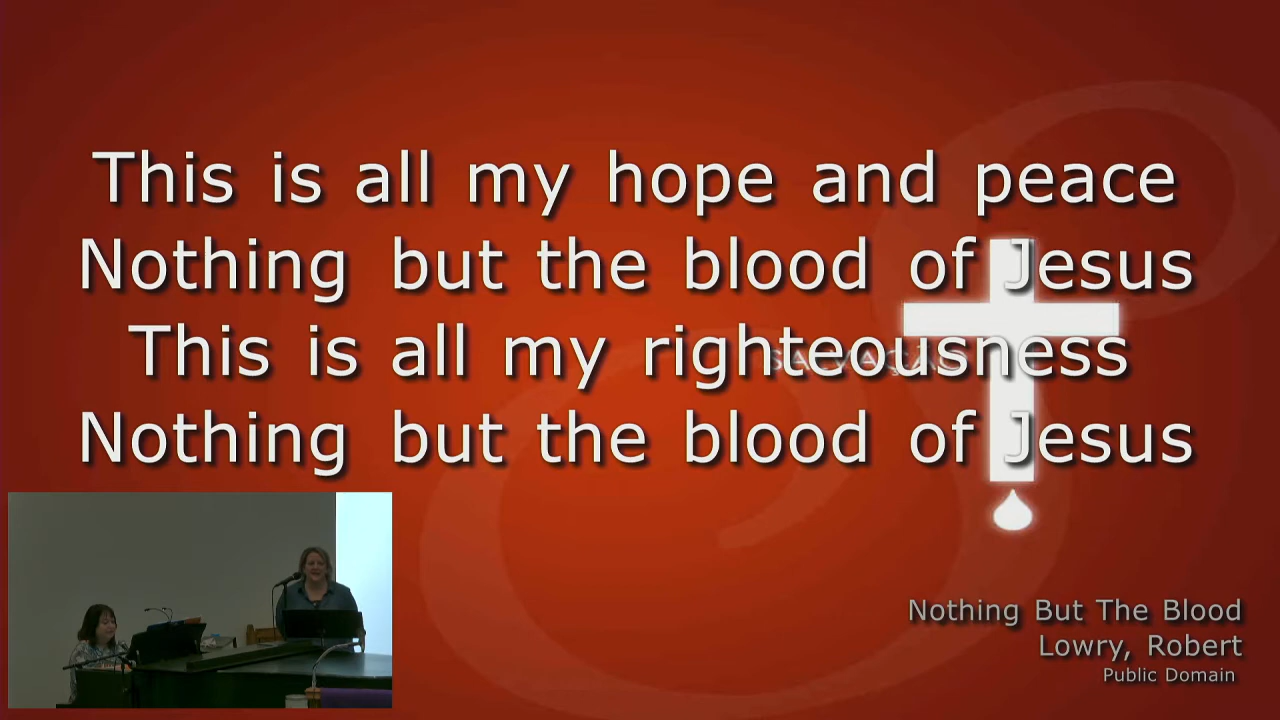 This is all my hope and peace
Nothing but the blood of Jesus
This is all my righteousness
Nothing but the blood of Jesus
SALVAÇÃO
Nothing But The Blood
Lowry, Robert
Public Domain